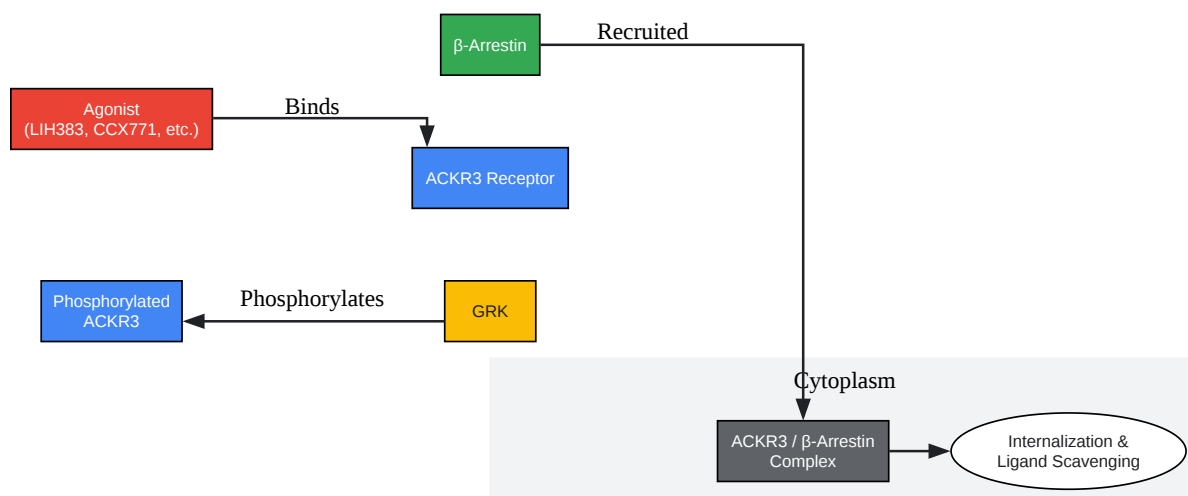 β-Arrestin
Recruited
Agonist
(LIH383, CCX771, etc.)
Binds
ACKR3 Receptor
Phosphorylated
ACKR3
Phosphorylates
GRK
Cytoplasm
ACKR3 / β-Arrestin
Complex
Internalization &
Ligand Scavenging